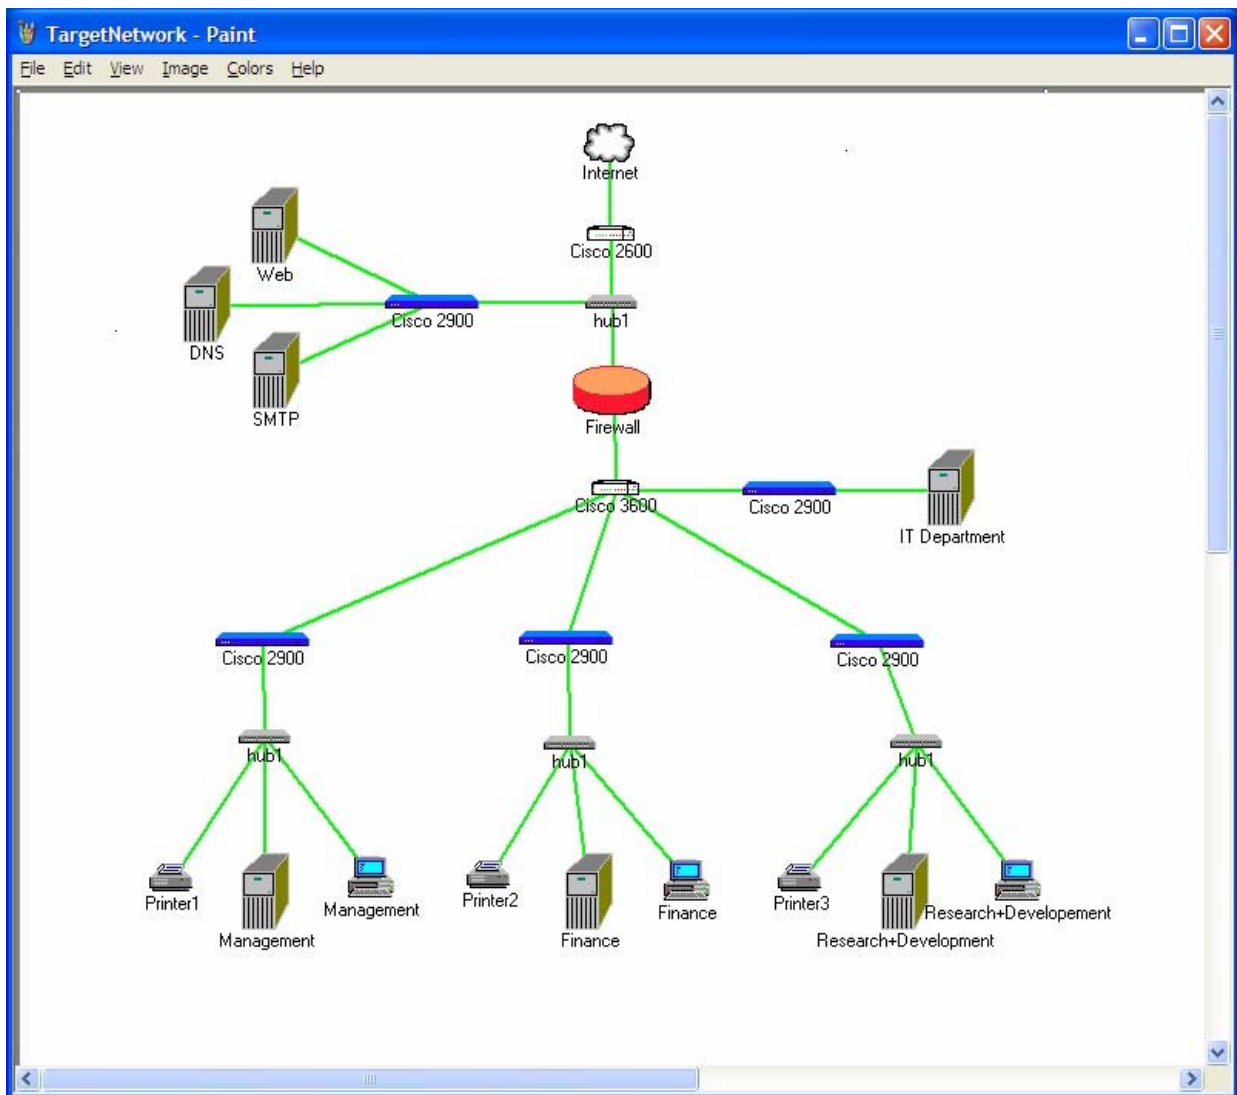 TargetNetwork - Paint
File Edit View Image Colors Help
Internet
Cisco 2600
Web
Cisco 2900
hub1
DNS
SMTP
Firewall
Cisco 3600
Cisco 2900
IT Department
Cisco 2900
Cisco 2900
Cisco 2900
hub1
hub1
hub1
Printer1
Management
Management
Printer2
Finance
Finance
Printer3
Research+Developement
Research+Development